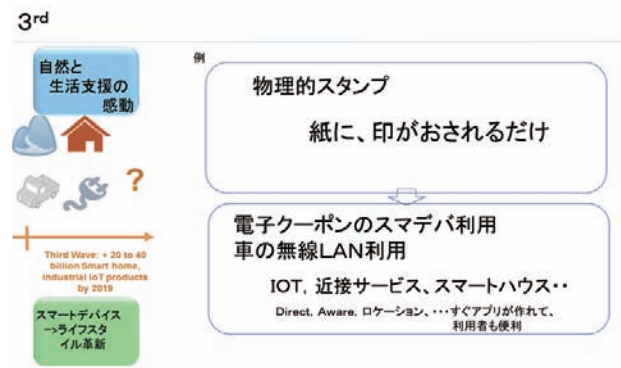 3rd
自然と
生活支援の
感動
?
Third Wave: + 20 to 40
billion Smart home,
industrial IoT products
by 2019
スマートデバイス
->ライフスタ
イル革新
例
物理的スタンプ
紙に、印がおされるだけ
電子クーポンのスマデバ利用
車の無線LAN利用
IOT, 近接サービス、スマートハウス・・
Direct, Aware, ロケーション、・・・すぐアプリが作れて、
利用者も便利